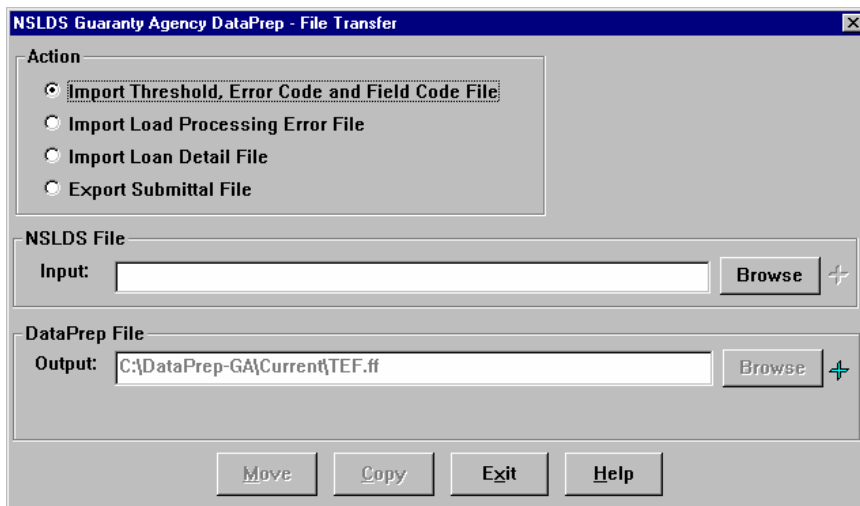 NSLDS Guaranty Agency DataPrep - File Transfer
Action
Import Threshold, Error Code and Field Code File
Import Load Processing Error File
Import Loan Detail File
Export Submittal File
NSLDS File
Input: Browse
DataPrep File
Output: C:\DataPrep-GA\Current\TEF.ff Browse
Move Copy Exit Help